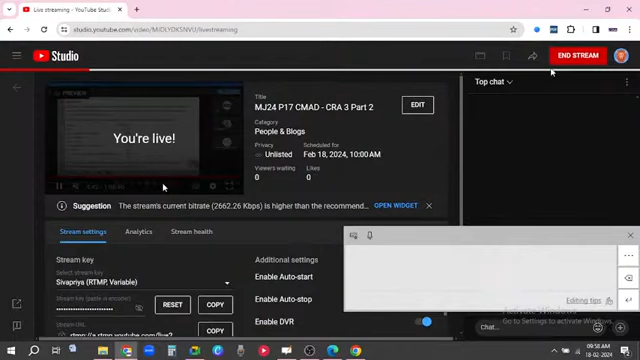 Live streaming - YouTube Studio
studio.youtube.com/video/MJDLYDKSNVU/livestreaming
Studio
END STREAM
PREVIEW
You're live!
Title
MJ24 P17 CMAD - CRA 3 Part 2
EDIT
Category
People & Blogs
Privacy
Unlisted
Scheduled for
Feb 18, 2024, 10:00 AM
Viewers waiting
0
Likes
0
Top chat
Suggestion
The stream's current bitrate (2662.26 Kbps) is higher than the recommend...
OPEN WIDGET
Stream settings
Analytics
Stream health
Stream key
Select stream key
Sivapriya (RTMP, Variable)
Stream key (paste in encoder)
RESET
COPY
Stream URL
rtmp://a.rtmp.youtube.com/live2
COPY
Additional settings
Enable Auto-start
Enable Auto-stop
Enable DVR
Editing tips
Activate Windows
Go to Settings to activate Windows.
Chat...
09:58 AM
18-02-2024